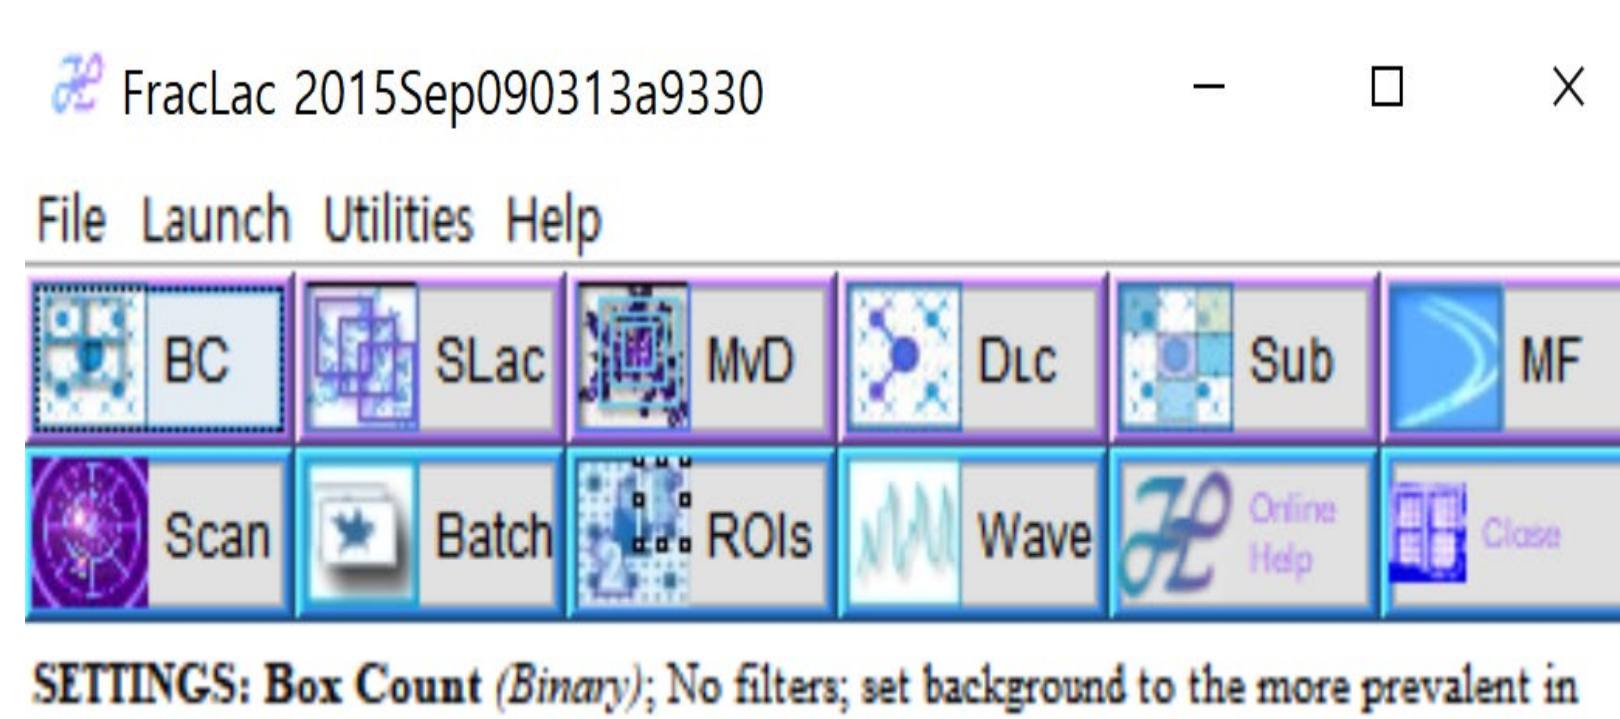 FracLac 2015Sep090313a9330
File Launch Utilities Help
BC SLac MvD DLc Sub MF
Scan Batch ROIs Wave Online Help Close
SETTINGS: Box Count (Binary); No filters; set background to the more prevalent in